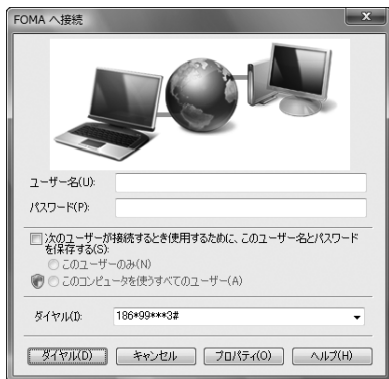 FOMA へ接続
ユーザー名(U):
パスワード(P):
次のユーザーが接続するとき使用するために、このユーザー名とパスワード
を保存する(S):
このユーザーのみ(N)
このコンピュータを使うすべてのユーザー(A)
ダイヤル(I): 186*99***3#
ダイヤル(D) キャンセル プロパティ(O) ヘルプ(H)